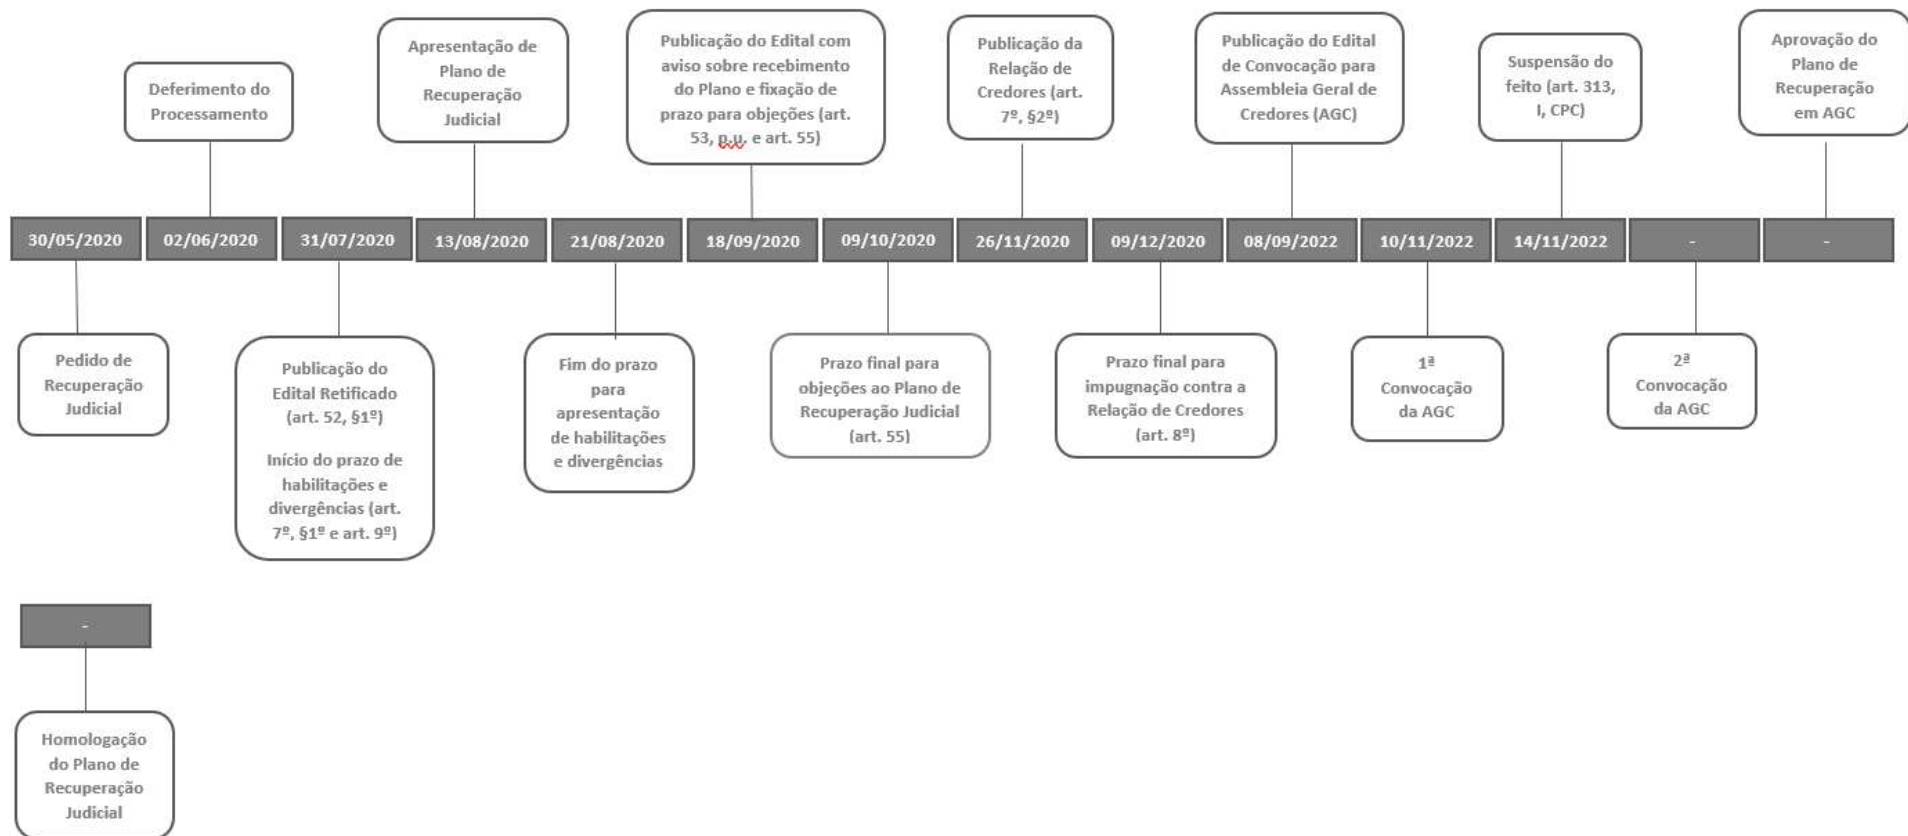 Deferimento do
Processamento
Apresentação de
Plano de
Recuperação
Judicial
Publicação do Edital com
aviso sobre recebimento
do Plano e fixação de
prazo para objeções (art.
53, p.u. e art. 55)
Publicação da
Relação de
Credores (art.
7º, §2º)
Publicação do Edital
de Convocação para
Assembleia Geral de
Credores (AGC)
Suspensão do
feito (art. 313,
I, CPC)
Aprovação do
Plano de
Recuperação
em AGC
30/05/2020
02/06/2020
31/07/2020
13/08/2020
21/08/2020
18/09/2020
09/10/2020
26/11/2020
09/12/2020
08/09/2022
10/11/2022
14/11/2022
-
-
Pedido de
Recuperação
Judicial
Publicação do
Edital Retificado
(art. 52, §1º)
Início do prazo de
habilitações e
divergências (art.
7º, §1º e art. 9º)
Fim do prazo
para
apresentação
de habilitações
e divergências
Prazo final para
objeções ao Plano de
Recuperação Judicial
(art. 55)
Prazo final para
impugnação contra a
Relação de Credores
(art. 8º)
1ª
Convocação
da AGC
2ª
Convocação
da AGC
-
Homologação
do Plano de
Recuperação
Judicial